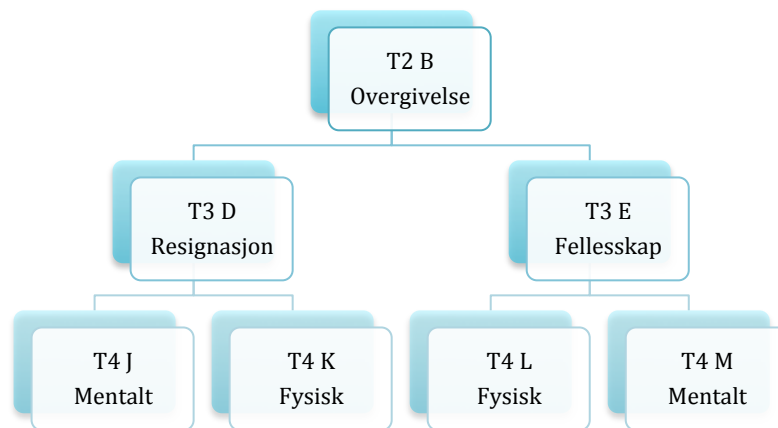 T2 B
Overgivelse
T3 D
Resignasjon
T3 E
Fellesskap
T4 J
Mentalt
T4 K
Fysisk
T4 L
Fysisk
T4 M
Mentalt